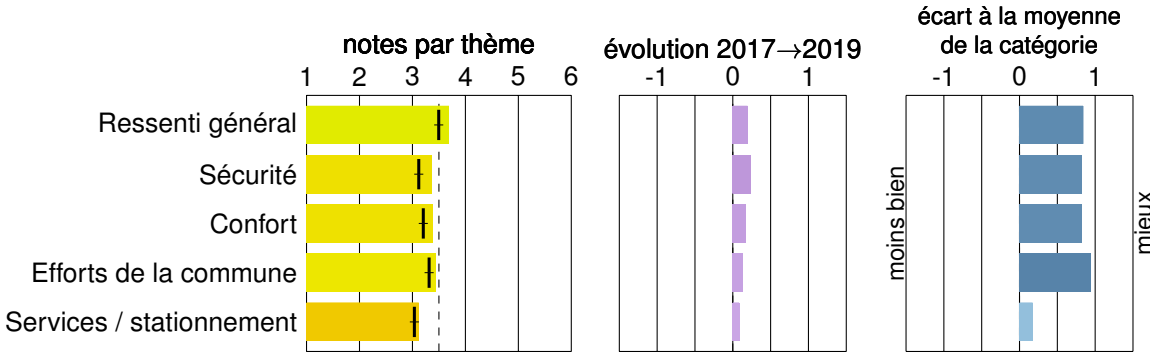 écart à la moyenne
notes par thème
évolution 2017→2019
de la catégorie
1 2 3 4 5 6
-1 0 1
-1 0 1
Ressenti général
Sécurité
Confort
Efforts de la commune
Services / stationnement
moins bien
mieux